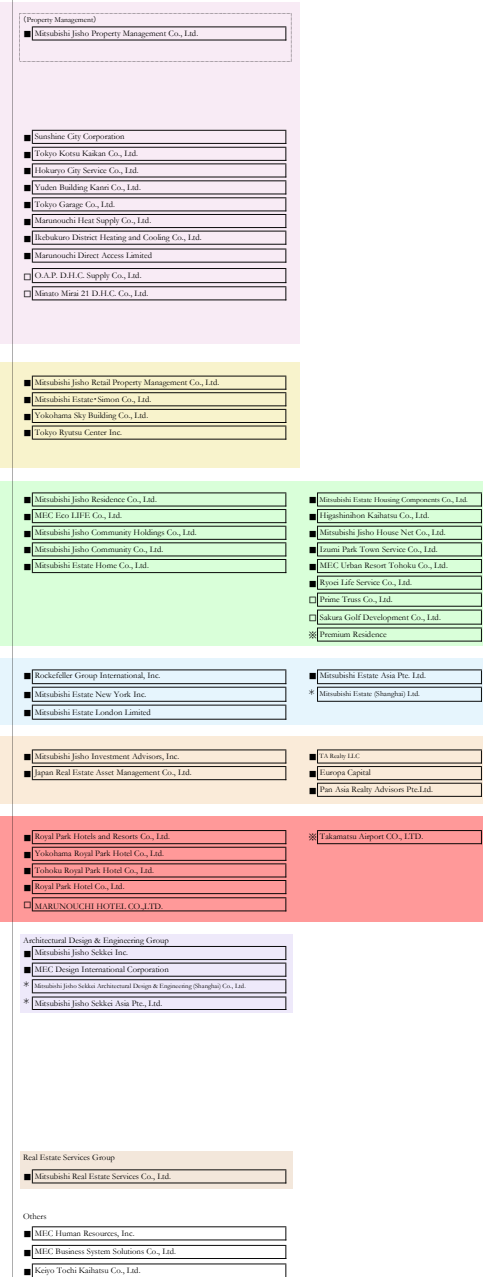 (Property Management)
■ Mitsubishi Jisho Property Management Co., Ltd.
■ Sunshine City Corporation
■ Tokyo Kotsu Kaikan Co., Ltd.
■ Hokuryo City Service Co., Ltd.
■ Yuden Building Kanri Co., Ltd.
■ Tokyo Garage Co., Ltd.
■ Marunouchi Heat Supply Co., Ltd.
■ Ikebukuro District Heating and Cooling Co., Ltd.
■ Marunouchi Direct Access Limited
□ O.A.P. D.H.C. Supply Co., Ltd.
□ Minato Mirai 21 D.H.C. Co., Ltd.
■ Mitsubishi Jisho Retail Property Management Co., Ltd.
■ Mitsubishi Estate・Simon Co., Ltd.
■ Yokohama Sky Building Co., Ltd.
■ Tokyo Ryutsu Center Inc.
■ Mitsubishi Jisho Residence Co., Ltd.
■ MEC Eco LIFE Co., Ltd.
■ Mitsubishi Jisho Community Holdings Co., Ltd.
■ Mitsubishi Jisho Community Co., Ltd.
■ Mitsubishi Estate Home Co., Ltd.
■ Mitsubishi Estate Housing Components Co., Ltd.
■ Higashinihon Kaihatsu Co., Ltd.
■ Mitsubishi Jisho House Net Co., Ltd.
■ Izumi Park Town Service Co., Ltd.
■ MEC Urban Resort Tohoku Co., Ltd.
■ Ryoei Life Service Co., Ltd.
□ Prime Truss Co., Ltd.
□ Sakura Golf Development Co., Ltd.
※ Premium Residence
■ Rockefeller Group International, Inc.
■ Mitsubishi Estate New York Inc.
■ Mitsubishi Estate London Limited
■ Mitsubishi Estate Asia Pte. Ltd.
* Mitsubishi Estate (Shanghai) Ltd.
■ Mitsubishi Jisho Investment Advisors, Inc.
■ Japan Real Estate Asset Management Co., Ltd.
■ TA Realty LLC
■ Europa Capital
■ Pan Asia Realty Advisors Pte.Ltd.
■ Royal Park Hotels and Resorts Co., Ltd.
■ Yokohama Royal Park Hotel Co., Ltd.
■ Tohoku Royal Park Hotel Co., Ltd.
■ Royal Park Hotel Co., Ltd.
□ MARUNOUCHI HOTEL CO.,LTD.
※ Takamatsu Airport CO., LTD.
Architectural Design & Engineering Group
■ Mitsubishi Jisho Sekkei Inc.
■ MEC Design International Corporation
* Mitsubishi Jisho Sekkei Architectural Design & Engineering (Shanghai) Co., Ltd.
* Mitsubishi Jisho Sekkei Asia Pte., Ltd.
Real Estate Services Group
■ Mitsubishi Real Estate Services Co., Ltd.
Others
■ MEC Human Resources, Inc.
■ MEC Business System Solutions Co., Ltd.
■ Keiyo Tochi Kaihatsu Co., Ltd.